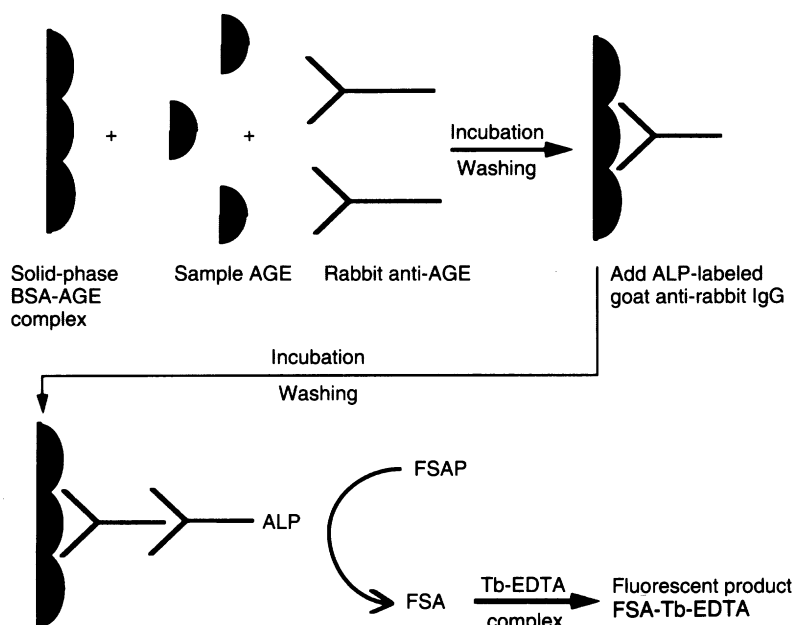 +
+
Incubation
Washing
Solid-phase
BSA-AGE
complex
Sample AGE
Rabbit anti-AGE
Add ALP-labeled
goat anti-rabbit IgG
Incubation
Washing
FSAP
ALP
FSA
Tb-EDTA
complex
Fluorescent product
FSA-Tb-EDTA